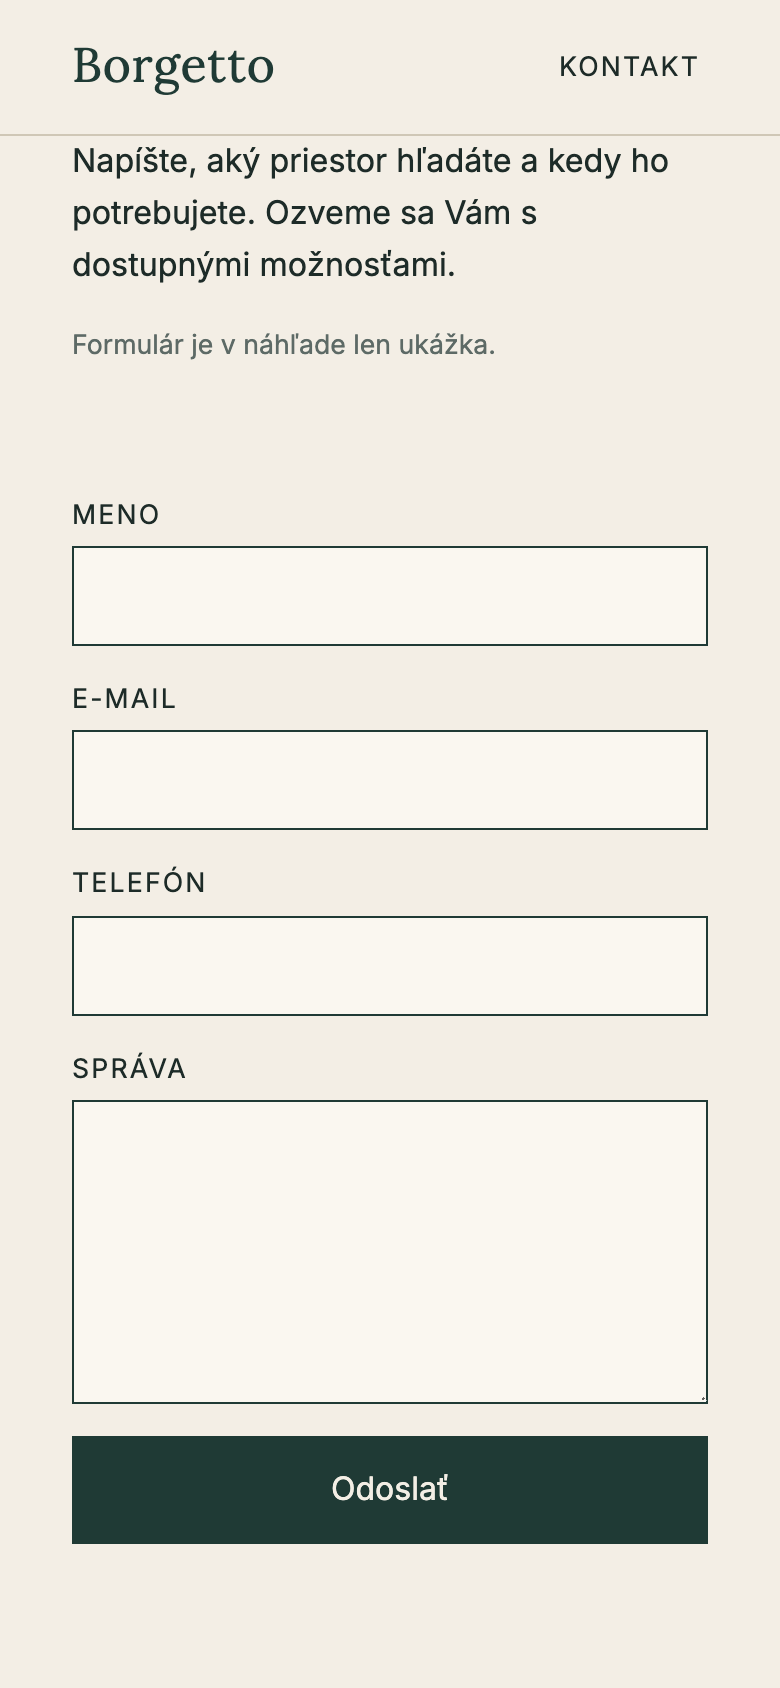 Borgetto
KONTAKT
Napíšte, aký priestor hľadáte a kedy ho
potrebujete. Ozveme sa Vám s
dostupnými možnosťami.
Formulár je v náhľade len ukážka.
MENO
E-MAIL
TELEFÓN
SPRÁVA
Odoslať